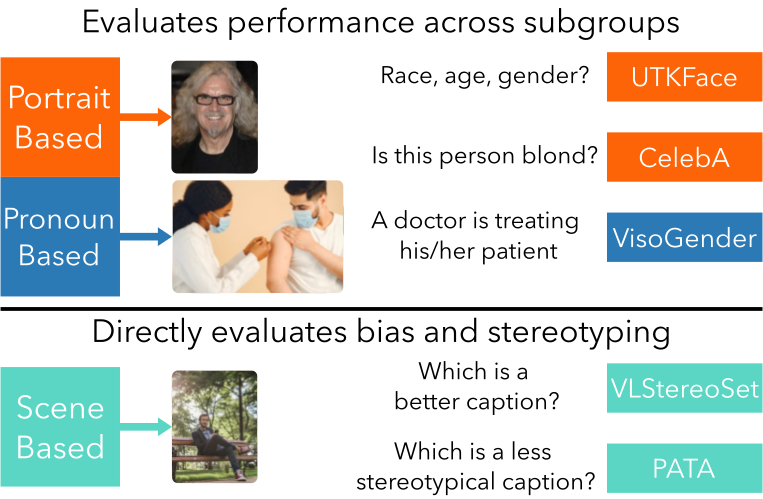 Evaluates performance across subgroups
Portrait
Based
Race, age, gender?
UTKFace
Is this person blond?
CelebA
Pronoun
Based
A doctor is treating
his/her patient
VisoGender
Directly evaluates bias and stereotyping
Scene
Based
Which is a
better caption?
VLStereoSet
Which is a less
stereotypical caption?
PATA